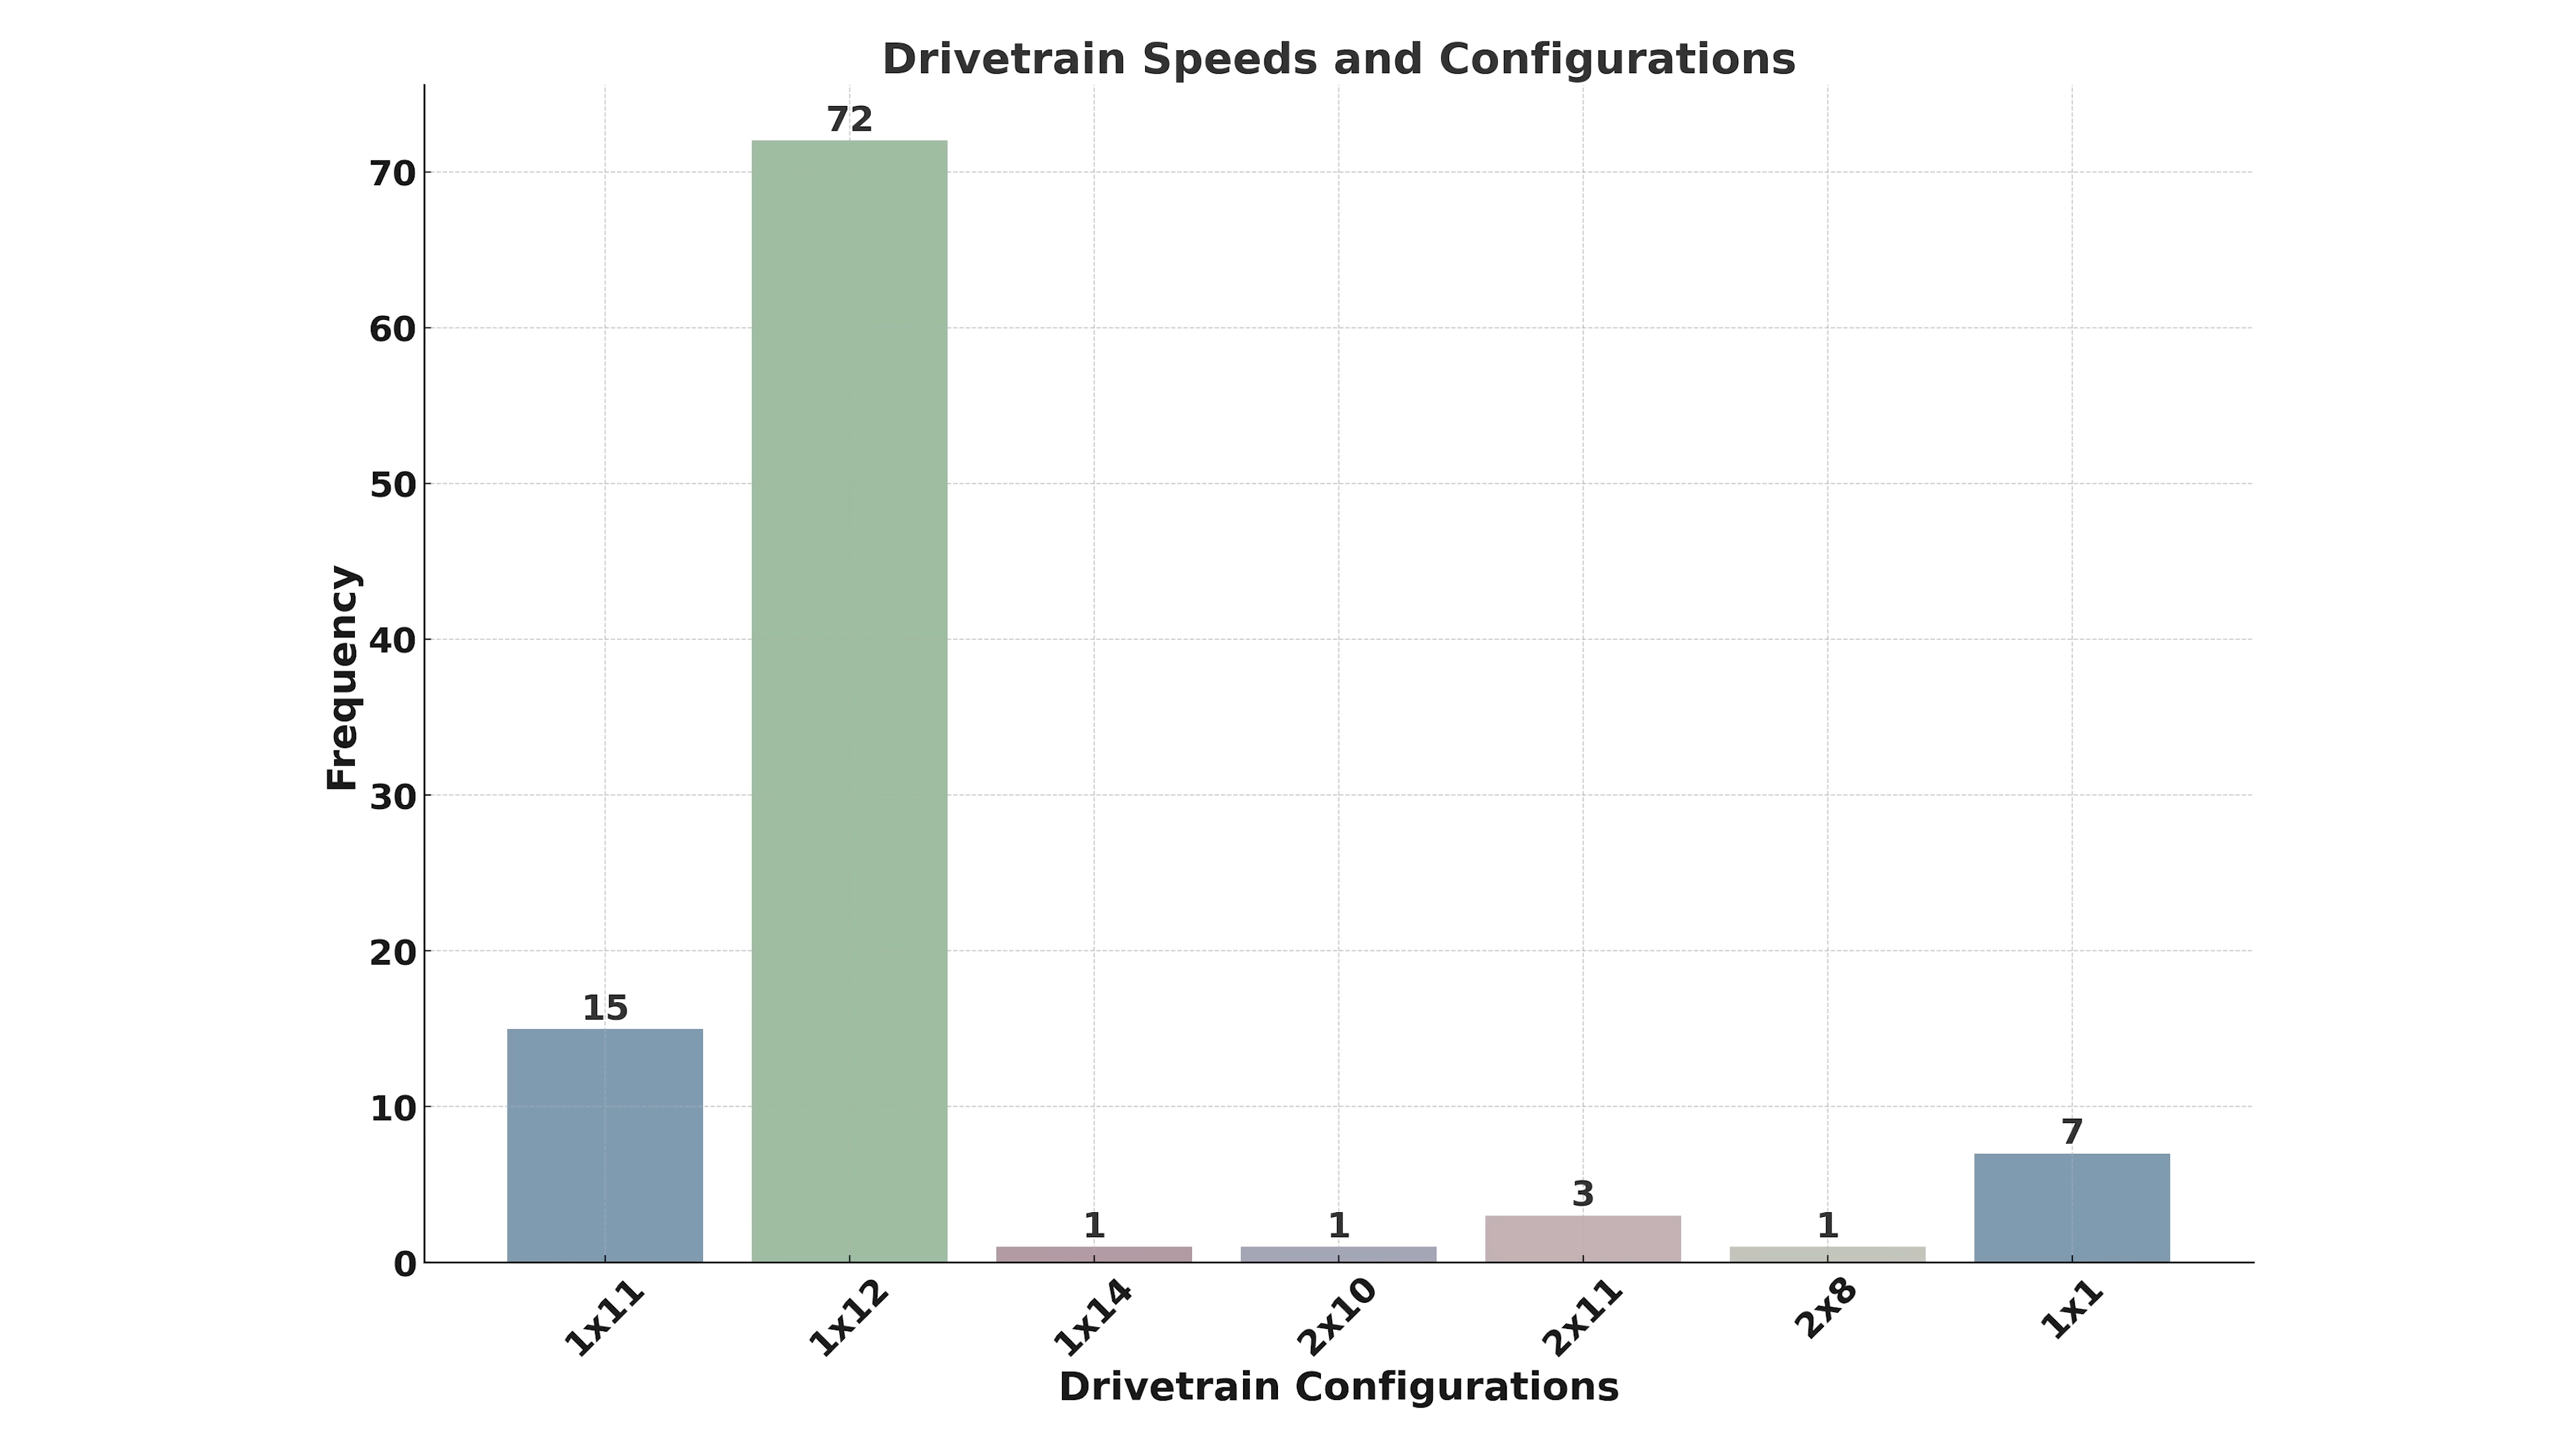 Drivetrain Speeds and Configurations
72
70
60
50
40
30
20
15
10
7
3
1
1
1
0
Frequency
1x11
1x12
1x14
2x10
2x11
2x8
1x1
Drivetrain Configurations